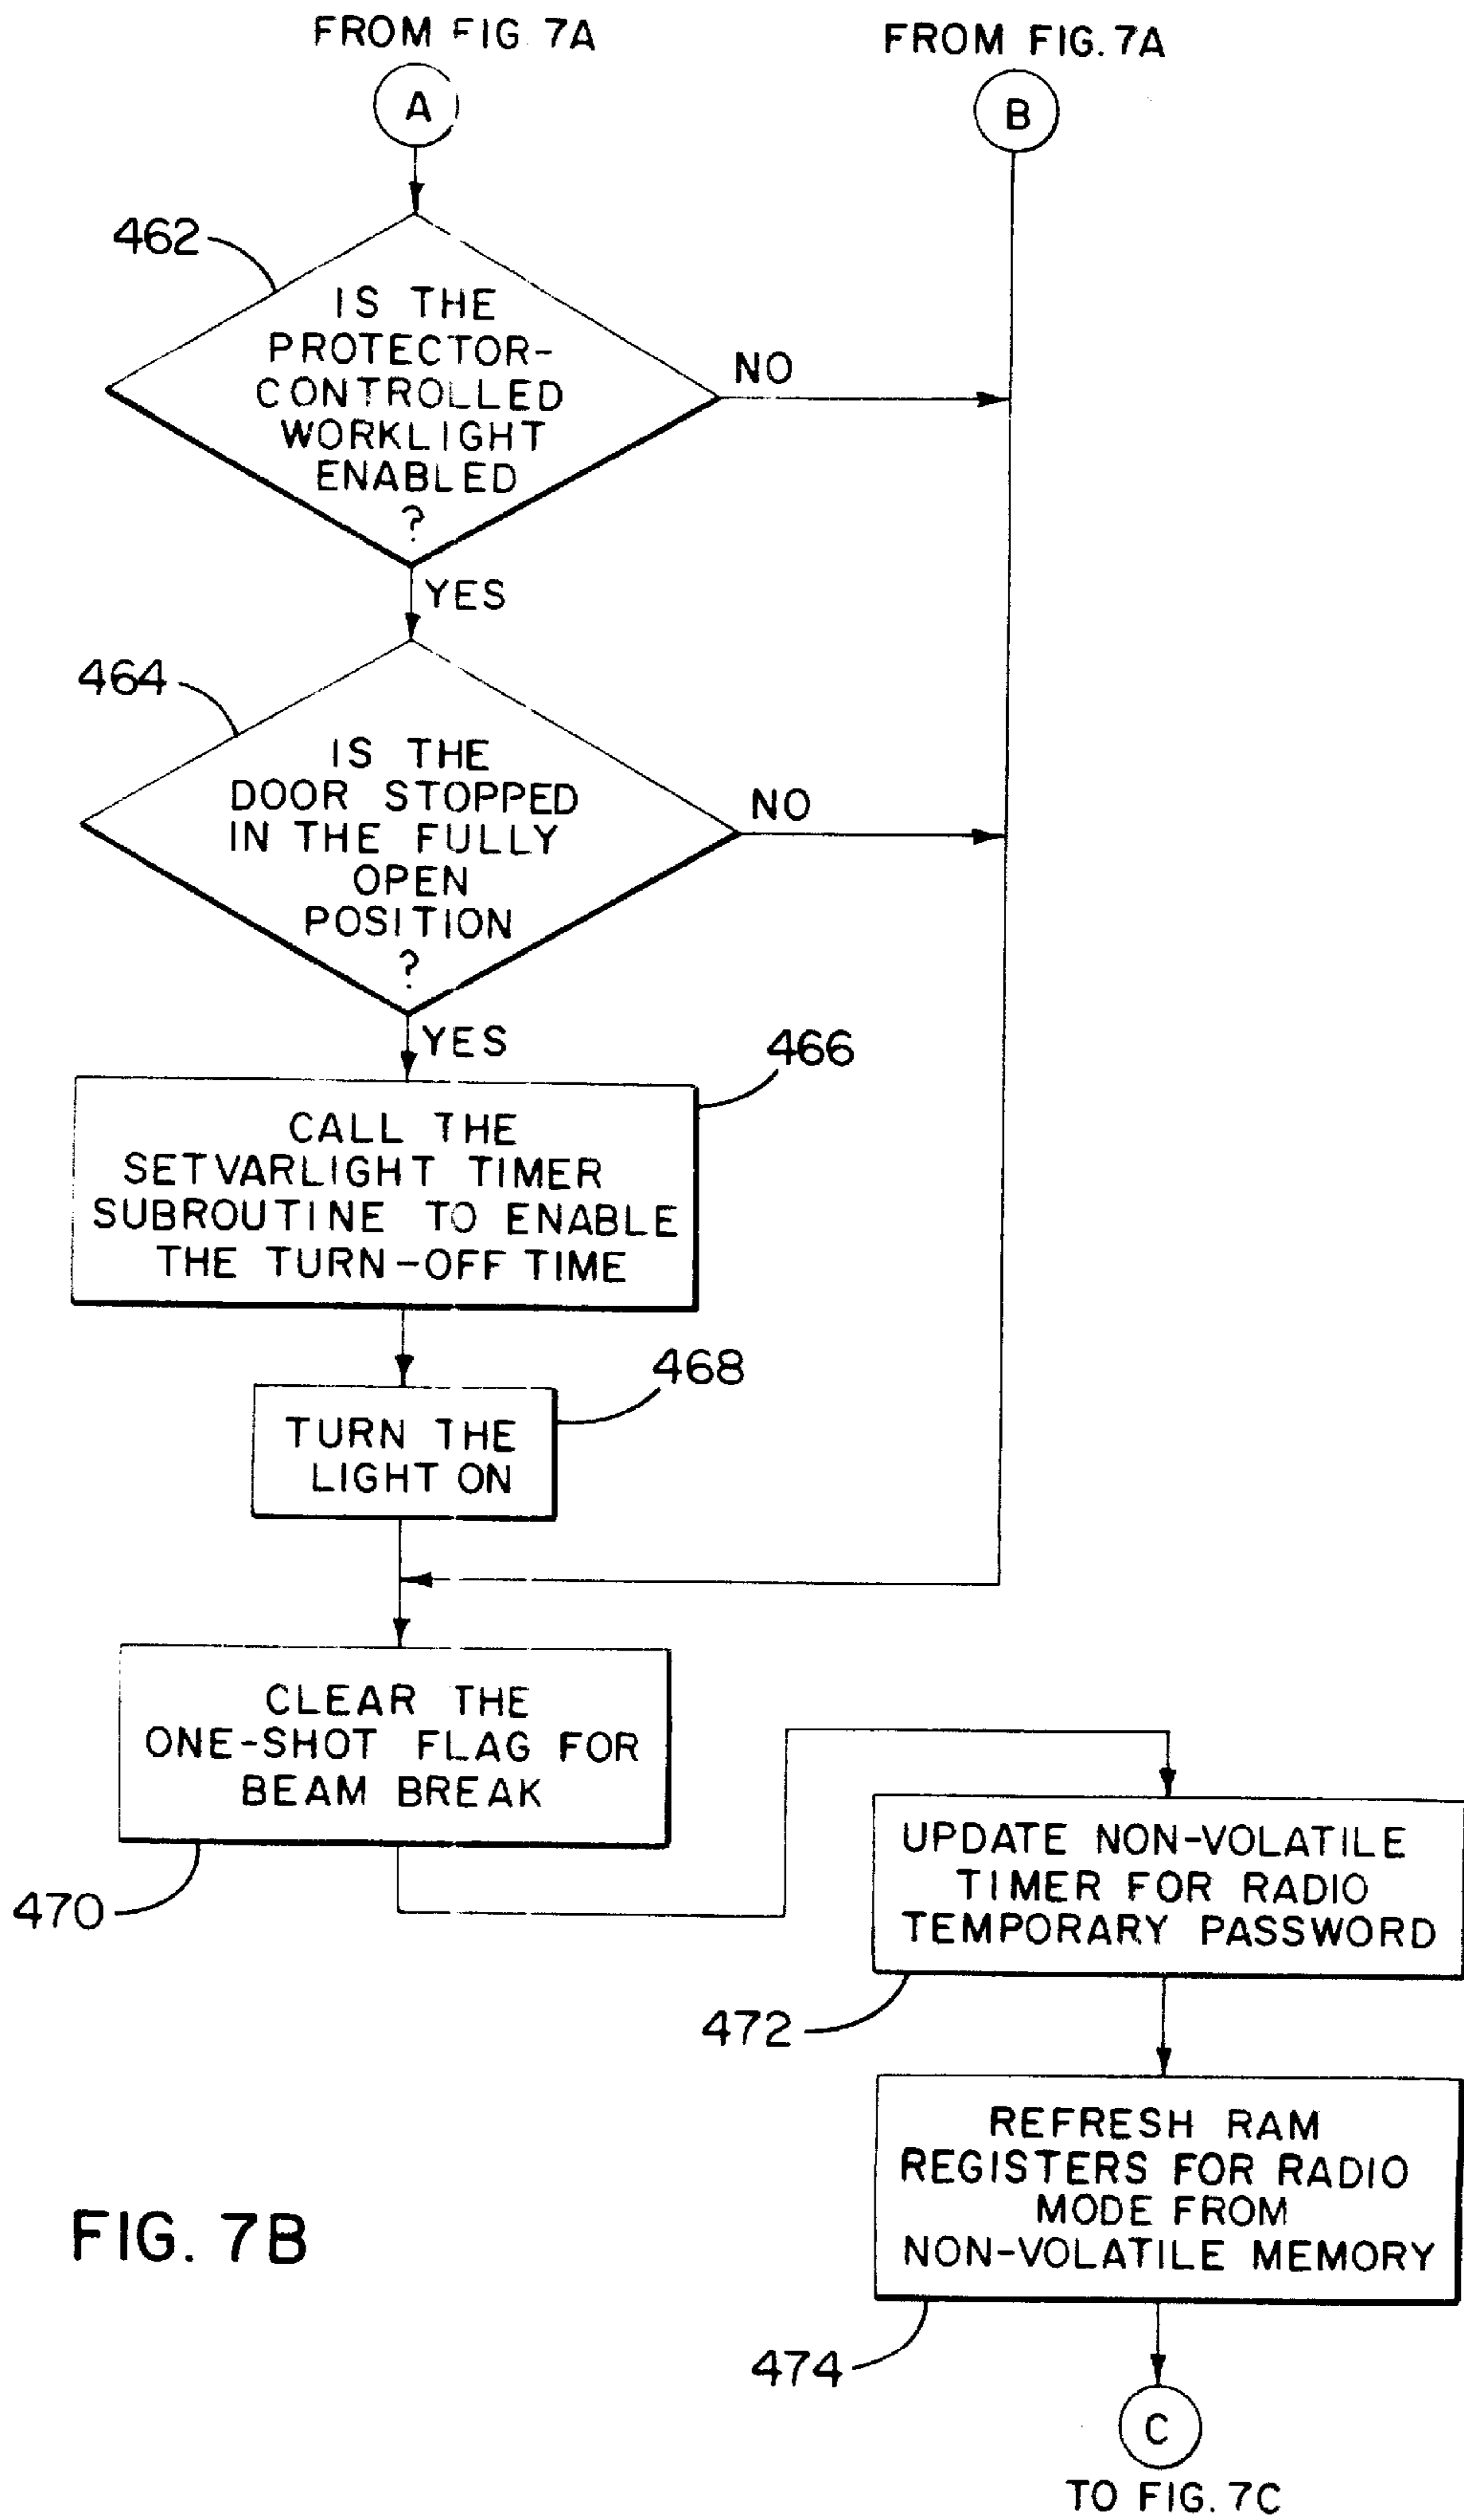 FROM FIG 7A
FROM FIG. 7A
A
B
462
IS THE
PROTECTOR-
CONTROLLED
WORKLIGHT
ENABLED
?
NO
YES
464
IS THE
DOOR STOPPED
IN THE FULLY
OPEN
POSITION
?
NO
YES
466
CALL THE
SETVARLIGHT TIMER
SUBROUTINE TO ENABLE
THE TURN-OFF TIME
468
TURN THE
LIGHT ON
CLEAR THE
ONE-SHOT FLAG FOR
BEAM BREAK
470
UPDATE NON-VOLATILE
TIMER FOR RADIO
TEMPORARY PASSWORD
472
REFRESH RAM
REGISTERS FOR RADIO
MODE FROM
NON-VOLATILE MEMORY
474
C
TO FIG. 7C
FIG. 7B